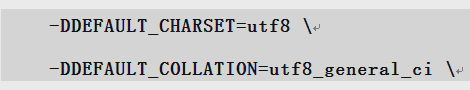 -DDEFAULT_CHARSET=utf8 \
-DDEFAULT_COLLATION=utf8_general_ci \